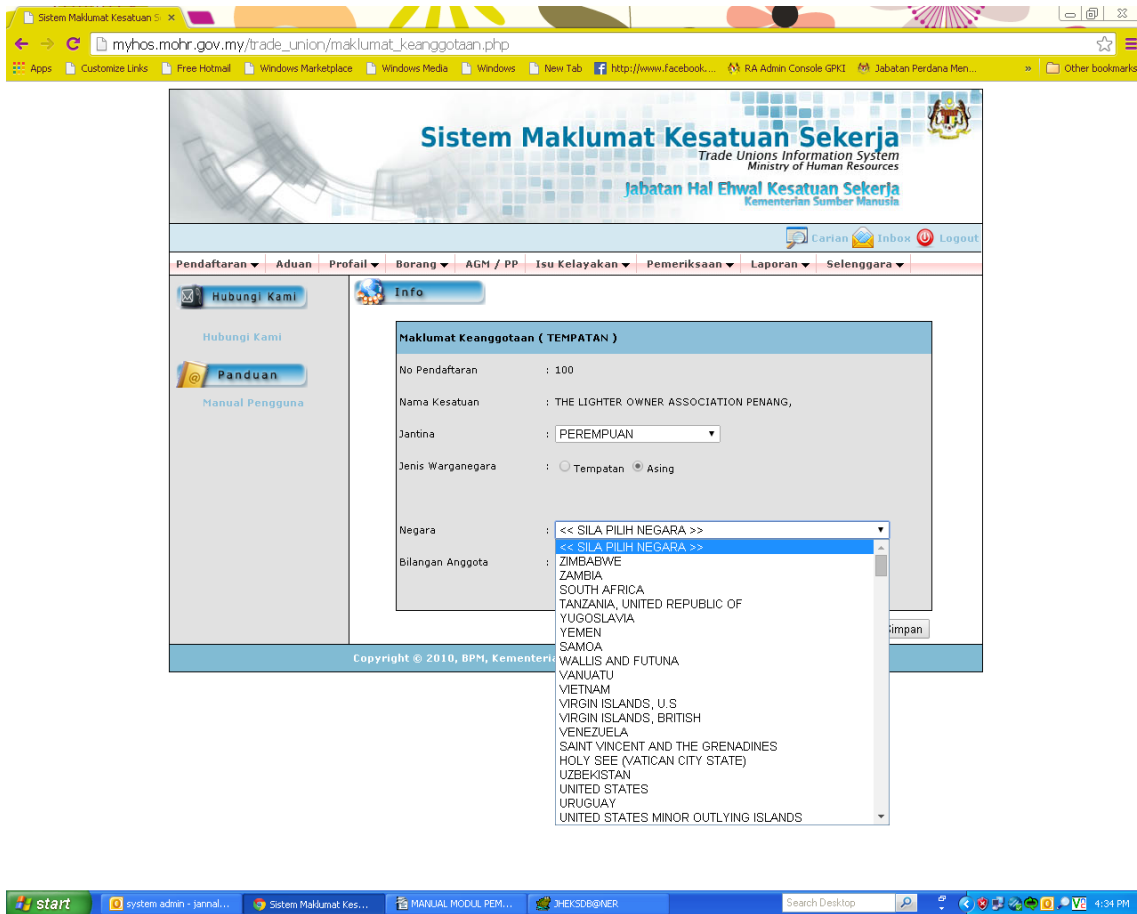 Sistem Maklumat Kesatuan S
myhos.mohr.gov.my/trade_union/maklumat_keanggotaan.php
Apps Customize Links Free Hotmail Windows Marketplace Windows Media Windows New Tab http://www.facebook.... RA Admin Console GPKI Jabatan Perdana Men... » Other bookmarks
Sistem Maklumat Kesatuan Sekerja
Trade Unions Information System
Ministry of Human Resources
Jabatan Hal Ehwal Kesatuan Sekerja
Kementerian Sumber Manusia
Carian Inbox Logout
Pendaftaran Aduan Profail Borang AGM / PP Isu Kelayakan Pemeriksaan Laporan Selenggara
Hubungi Kami
Hubungi Kami
Panduan
Manual Pengguna
Info
Maklumat Keanggotaan ( TEMPATAN )
No Pendaftaran : 100
Nama Kesatuan : THE LIGHTER OWNER ASSOCIATION PENANG,
Jantina : PEREMPUAN
Jenis Warganegara : Tempatan Asing
Negara : << SILA PILIH NEGARA >>
Bilangan Anggota :
<< SILA PILIH NEGARA >>
ZIMBABWE
ZAMBIA
SOUTH AFRICA
TANZANIA, UNITED REPUBLIC OF
YUGOSLAVIA
YEMEN
SAMOA
WALLIS AND FUTUNA
VANUATU
VIETNAM
VIRGIN ISLANDS, U.S
VIRGIN ISLANDS, BRITISH
VENEZUELA
SAINT VINCENT AND THE GRENADINES
HOLY SEE (VATICAN CITY STATE)
UZBEKISTAN
UNITED STATES
URUGUAY
UNITED STATES MINOR OUTLYING ISLANDS
Simpan
Copyright © 2010, BPM, Kementeria
start system admin - jannal... Sistem Maklumat Kes... MANUAL MODUL PEM... JHEKSDB@NER Search Desktop 4:34 PM